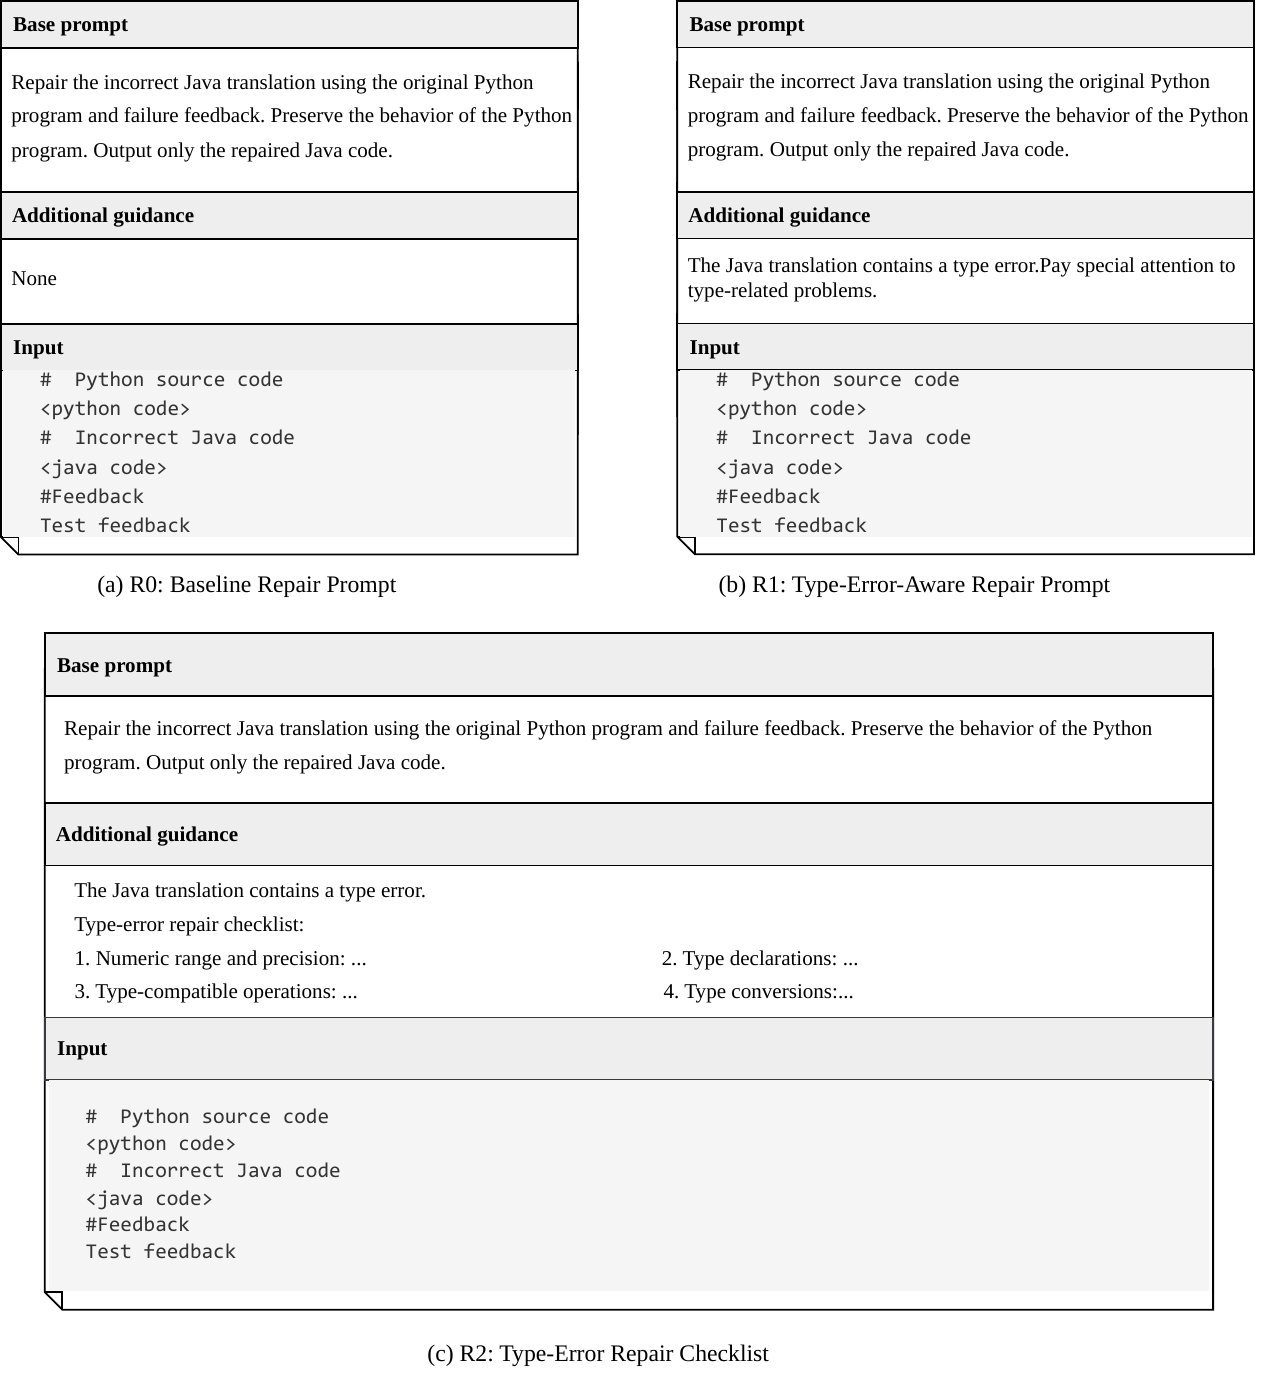 Base prompt
Repair the incorrect Java translation using the original Python
program and failure feedback. Preserve the behavior of the Python
program. Output only the repaired Java code.
Additional guidance
None
Input
#  Python source code
<python code>
#  Incorrect Java code
<java code>
#Feedback
Test feedback
(a) R0: Baseline Repair Prompt
Base prompt
Repair the incorrect Java translation using the original Python
program and failure feedback. Preserve the behavior of the Python
program. Output only the repaired Java code.
Additional guidance
The Java translation contains a type error.Pay special attention to
type-related problems.
Input
#  Python source code
<python code>
#  Incorrect Java code
<java code>
#Feedback
Test feedback
(b) R1: Type-Error-Aware Repair Prompt
Base prompt
Repair the incorrect Java translation using the original Python program and failure feedback. Preserve the behavior of the Python
program. Output only the repaired Java code.
Additional guidance
The Java translation contains a type error.
Type-error repair checklist:
1. Numeric range and precision: ... 2. Type declarations: ...
3. Type-compatible operations: ... 4. Type conversions:...
Input
#  Python source code
<python code>
#  Incorrect Java code
<java code>
#Feedback
Test feedback
(c) R2: Type-Error Repair Checklist